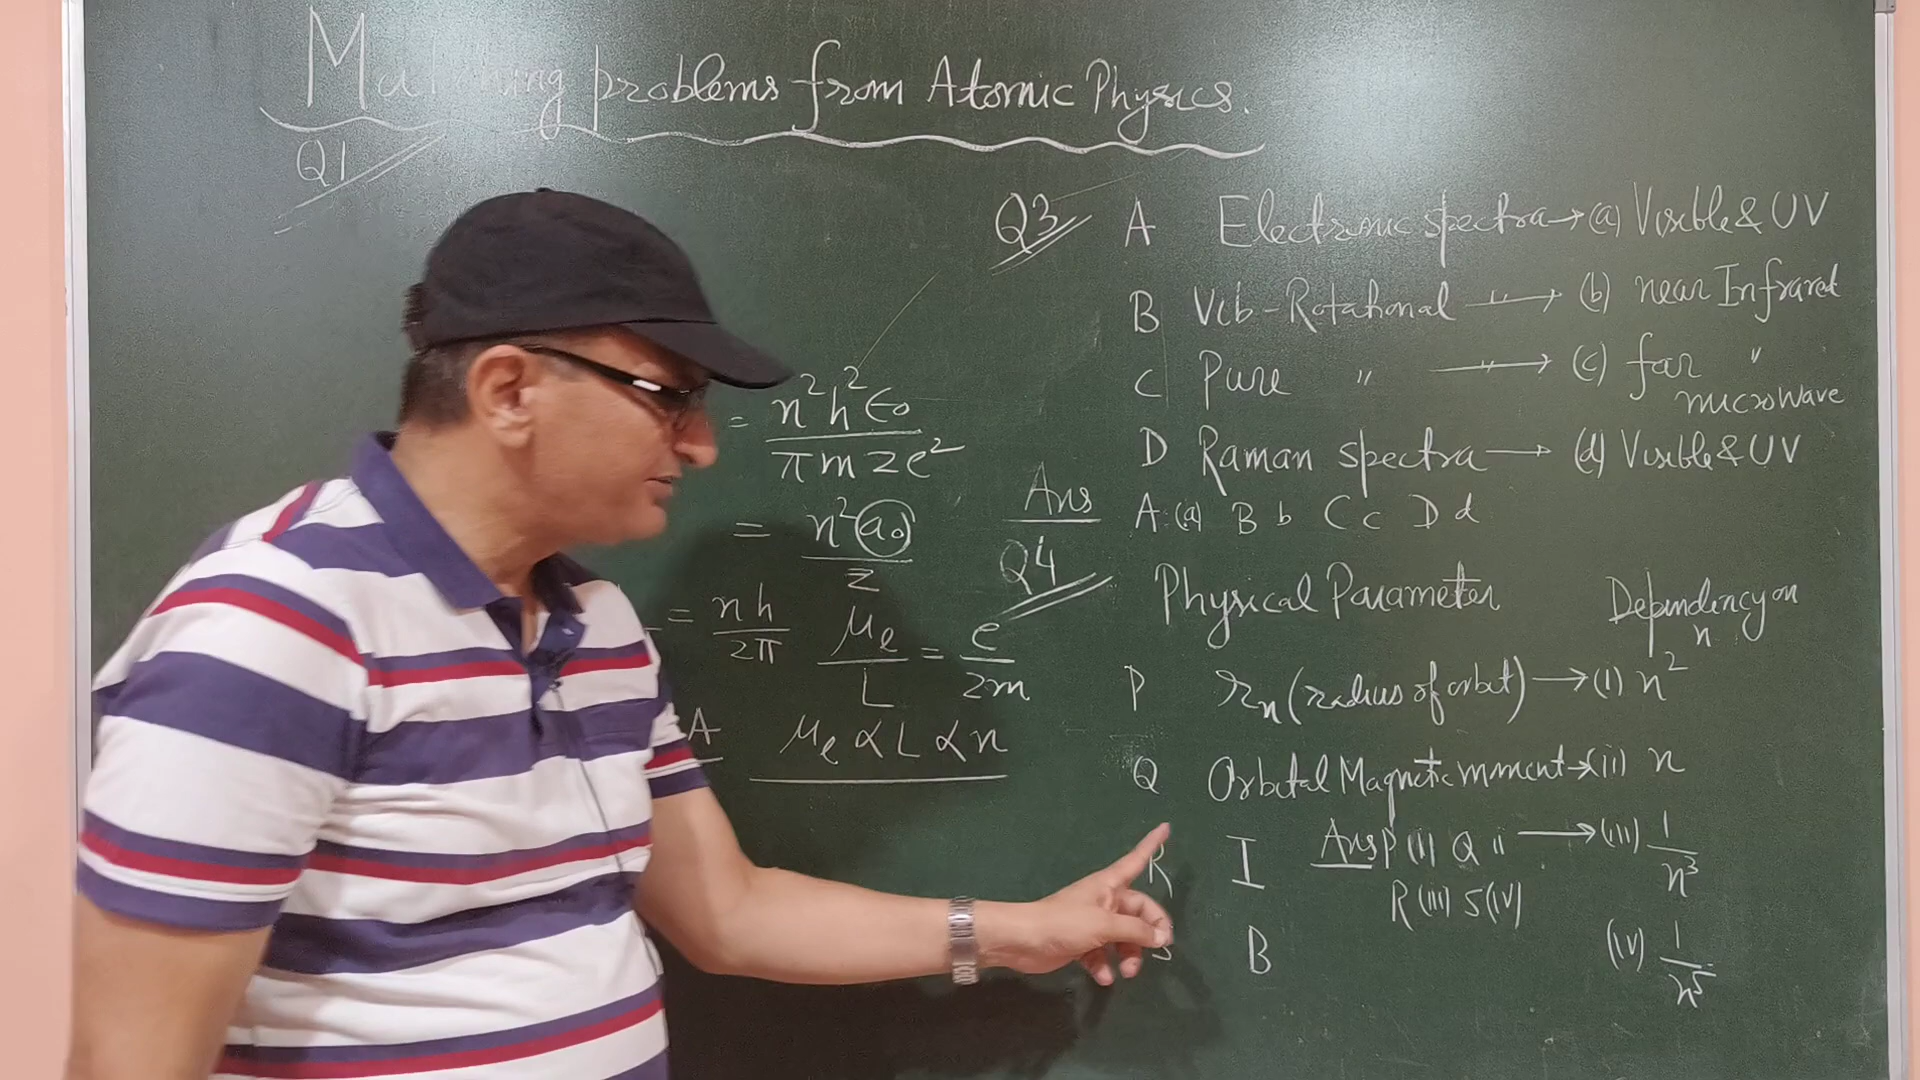 Matching problems from Atomic Physics.
Q1
= n²h²ϵ₀ / πmze²
= n²a₀ / z
= nh / 2π
μₑ / L = e / 2m
A
μₑ ∝ L ∝ n
Q3 A Electronic spectra → (a) Visible & UV
B Vib-Rotational " → (b) near Infrared
C Pure " " → (c) far "
microwave
D Raman spectra → (d) Visible & UV
Ans A (a) B b C c D d
Q4 Physical Parameter Dependency on
n
P rₙ (radius of orbit) → (i) n²
Q Orbital Magnetic moment → (ii) n
R I Ans P (i) Q ii → (iii) 1/n³
R (iii) S (iv)
S B (iv) 1/n⁵